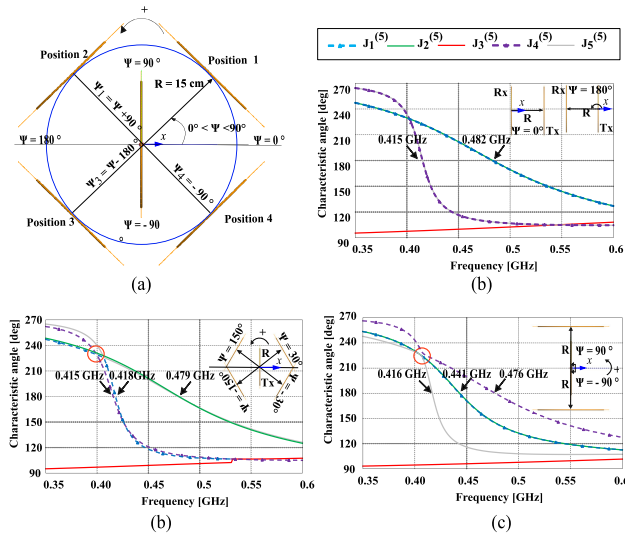 +
Position 2
Position 1
Ψ = 90 °
R = 15 cm
Ψ1 = Ψ +90 °
0° < Ψ <90°
Ψ = 180 °
x
Ψ = 0 °
Ψ3 = Ψ- 180 °
Ψ4 = - 90 °
Position 3
Ψ = - 90
°
Position 4
(a)
J1(5) J2(5) J3(5) J4(5) J5(5)
Characteristic angle [deg]
270
240
210
180
150
120
90
0.35 0.40 0.45 0.5 0.55 0.6
Frequency [GHz]
0.415 GHz
0.482 GHz
Rx
x
R
Ψ = 0° Tx
Rx
Ψ = 180°
R
Tx
(b)
Characteristic angle [deg]
270
240
210
180
150
120
90
0.35 0.40 0.45 0.5 0.55 0.6
Frequency [GHz]
0.415 GHz
0.418GHz
0.479 GHz
+
Ψ = 150°
Ψ = 30°
R
x
Tx
Ψ = -150°
Ψ = -30°
(b)
Characteristic angle [deg]
270
240
210
180
150
120
90
0.35 0.40 0.45 0.5 0.55 0.6
Frequency [GHz]
0.416 GHz
0.441 GHz
0.476 GHz
R
Ψ = 90 °
x
R
Ψ = - 90 °
+
(c)